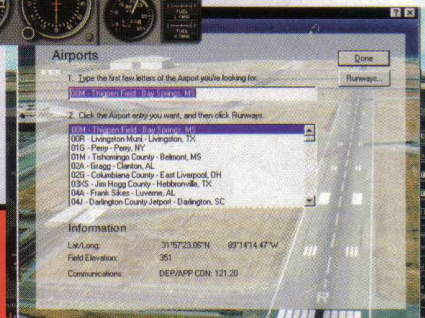 Airports
Done
1. Type the first few letters of the Airport you're looking for.
Runways...
00M - Thigpen Field - Bay Springs, MS
2. Click the Airport entry you want, and then click Runways.
00M - Thigpen Field - Bay Springs, MS
00R - Livingston Muni - Livingston, TX
01G - Perry - Perry, NY
01M - Tishomingo County - Belmont, MS
02A - Gragg - Clanton, AL
02G - Columbiana County - East Liverpool, OH
03XS - Jim Hogg County - Hebbronville, TX
04A - Frank Sikes - Luverne, AL
04J - Darlington County Jetport - Darlington, SC
Information
Lat/Long: 31°57'23.06"N 89°14'14.47"W
Field Elevation: 351
Communications: DEP/APP CON: 121.20
R